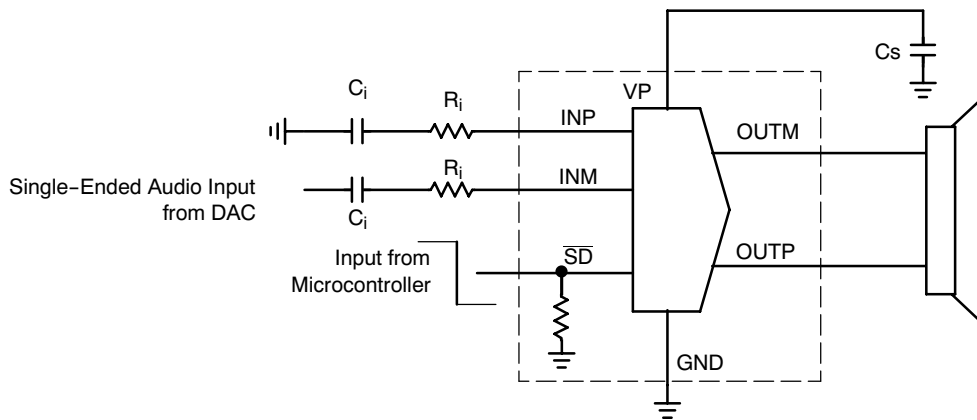 Cs
VP
Ci
Ri
INP
OUTM
Single-Ended Audio Input
from DAC
Ri
INM
Ci
Input from
Microcontroller
SD
OUTP
GND